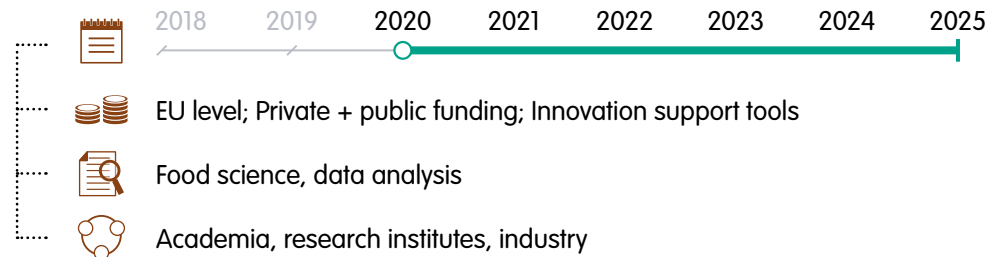 2018 2019 2020 2021 2022 2023 2024 2025
EU level; Private + public funding; Innovation support tools
Food science, data analysis
Academia, research institutes, industry